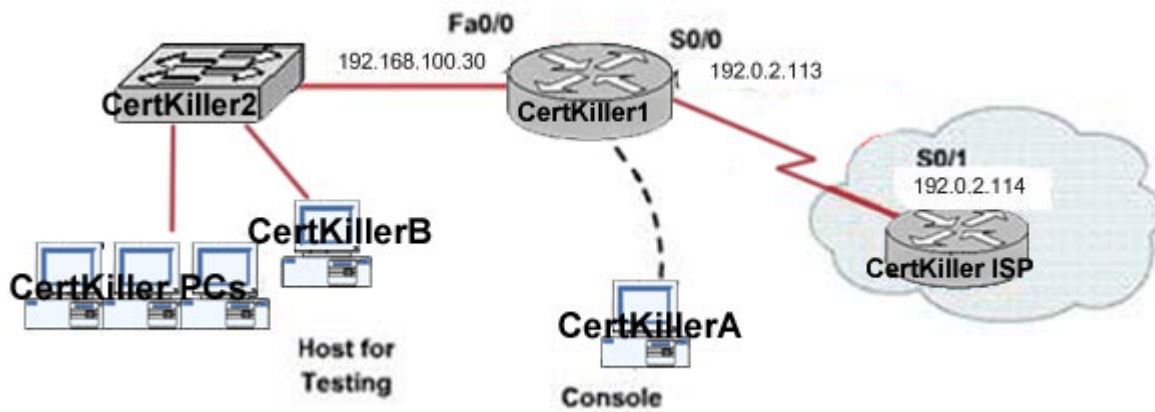 Fa0/0
S0/0
192.168.100.30
192.0.2.113
CertKiller2
CertKiller1
S0/1
192.0.2.114
CertKillerB
CertKiller ISP
CertKiller PCs
CertKillerA
Host for
Testing
Console